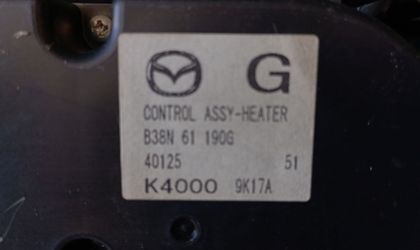 G
CONTROL ASSY-HEATER
B38N 61 190G
40125 51
K4000 9K17A